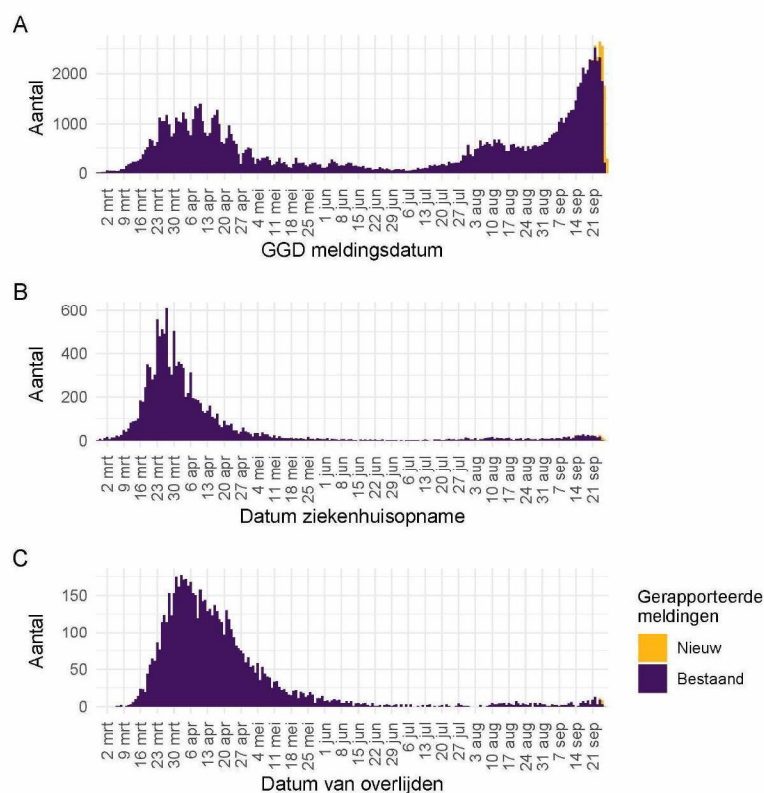 A
Aantal
2000
1000
0
2 mrt
9 mrt
16 mrt
23 mrt
30 mrt
6 apr
13 apr
20 apr
27 apr
4 mei
11 mei
18 mei
25 mei
1 jun
8 jun
15 jun
22 jun
29 jun
6 jul
13 jul
20 jul
27 jul
3 aug
10 aug
17 aug
24 aug
31 aug
7 sep
14 sep
21 sep
GGD meldingsdatum
B
Aantal
600
400
200
0
2 mrt
9 mrt
16 mrt
23 mrt
30 mrt
6 apr
13 apr
20 apr
27 apr
4 mei
11 mei
18 mei
25 mei
1 jun
8 jun
15 jun
22 jun
29 jun
6 jul
13 jul
20 jul
27 jul
3 aug
10 aug
17 aug
24 aug
31 aug
7 sep
14 sep
21 sep
Datum ziekenhuisopname
C
Aantal
150
100
50
0
2 mrt
9 mrt
16 mrt
23 mrt
30 mrt
6 apr
13 apr
20 apr
27 apr
4 mei
11 mei
18 mei
25 mei
1 jun
8 jun
15 jun
22 jun
29 jun
6 jul
13 jul
20 jul
27 jul
3 aug
10 aug
17 aug
24 aug
31 aug
7 sep
14 sep
21 sep
Datum van overlijden
Gerapporteerde
meldingen
Nieuw
Bestaand